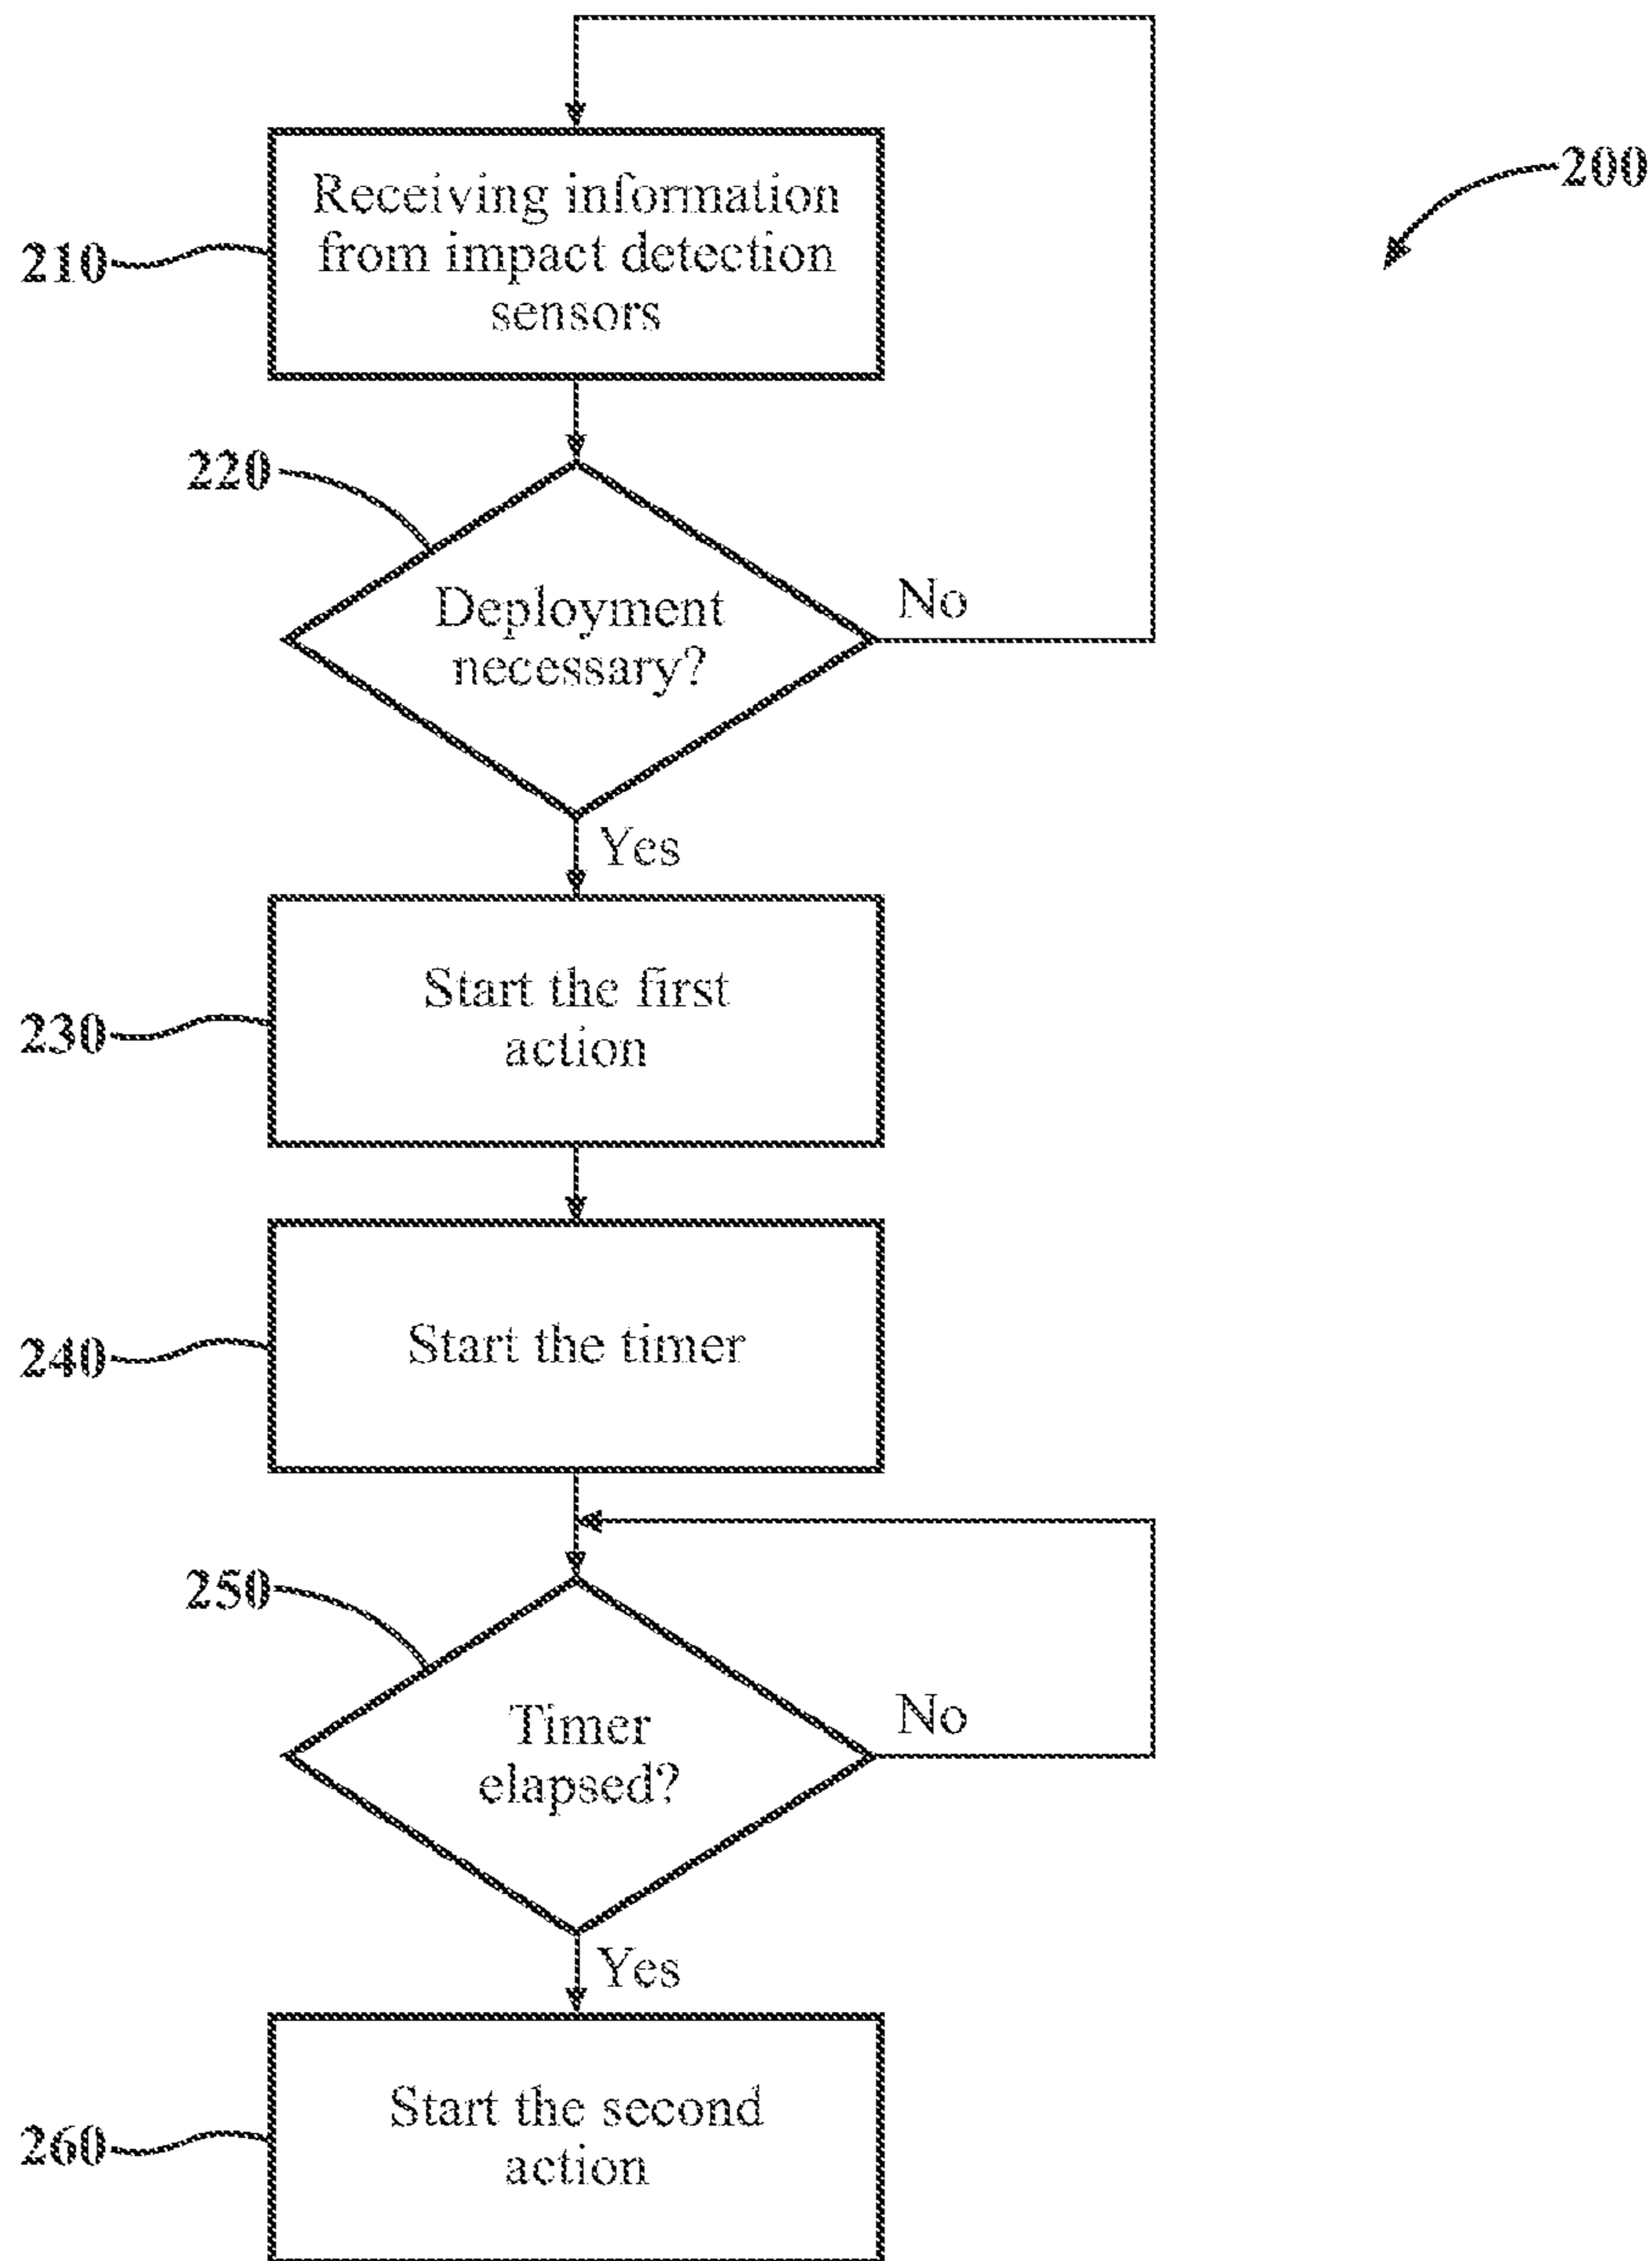 200
210
Receiving information
from impact detection
sensors
220
Deployment
necessary?
No
Yes
230
Start the first
action
240
Start the timer
250
Timer
elapsed?
No
Yes
260
Start the second
action